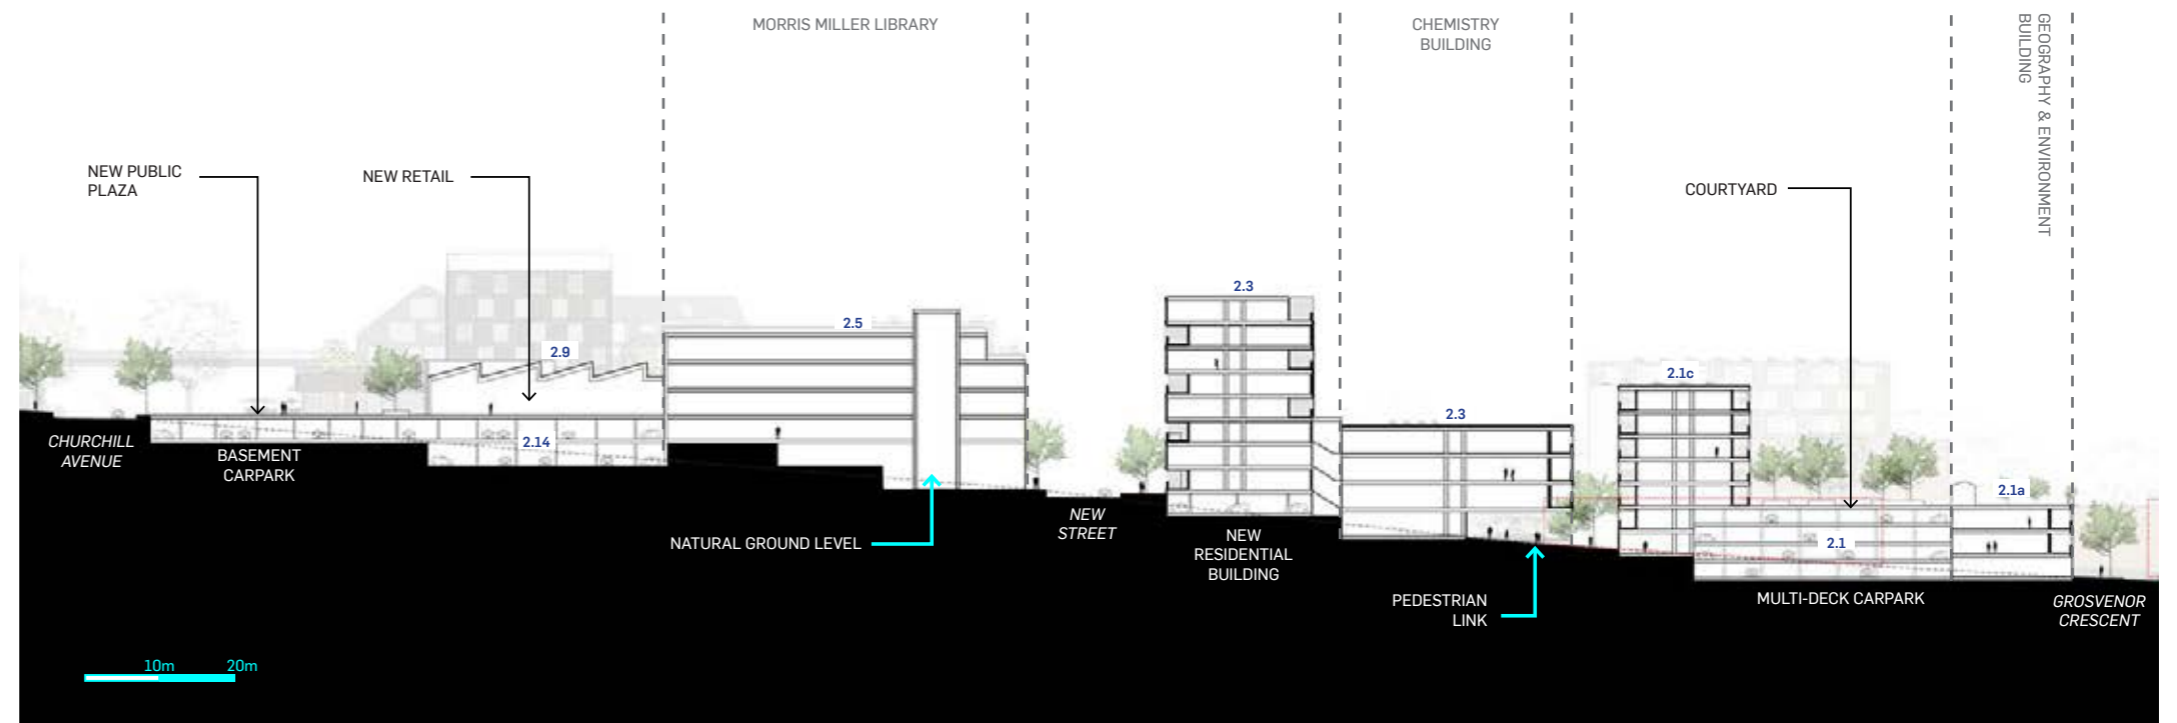 MORRIS MILLER LIBRARY
CHEMISTRY
BUILDING
GEOGRAPHY & ENVIRONMENT
BUILDING
NEW PUBLIC
PLAZA
NEW RETAIL
COURTYARD
2.3
2.5
2.9
2.1c
2.3
2.14
2.1a
2.1
CHURCHILL
AVENUE
BASEMENT
CARPARK
NATURAL GROUND LEVEL
NEW
STREET
NEW
RESIDENTIAL
BUILDING
PEDESTRIAN
LINK
MULTI-DECK CARPARK
GROSVENOR
CRESCENT
10m
20m